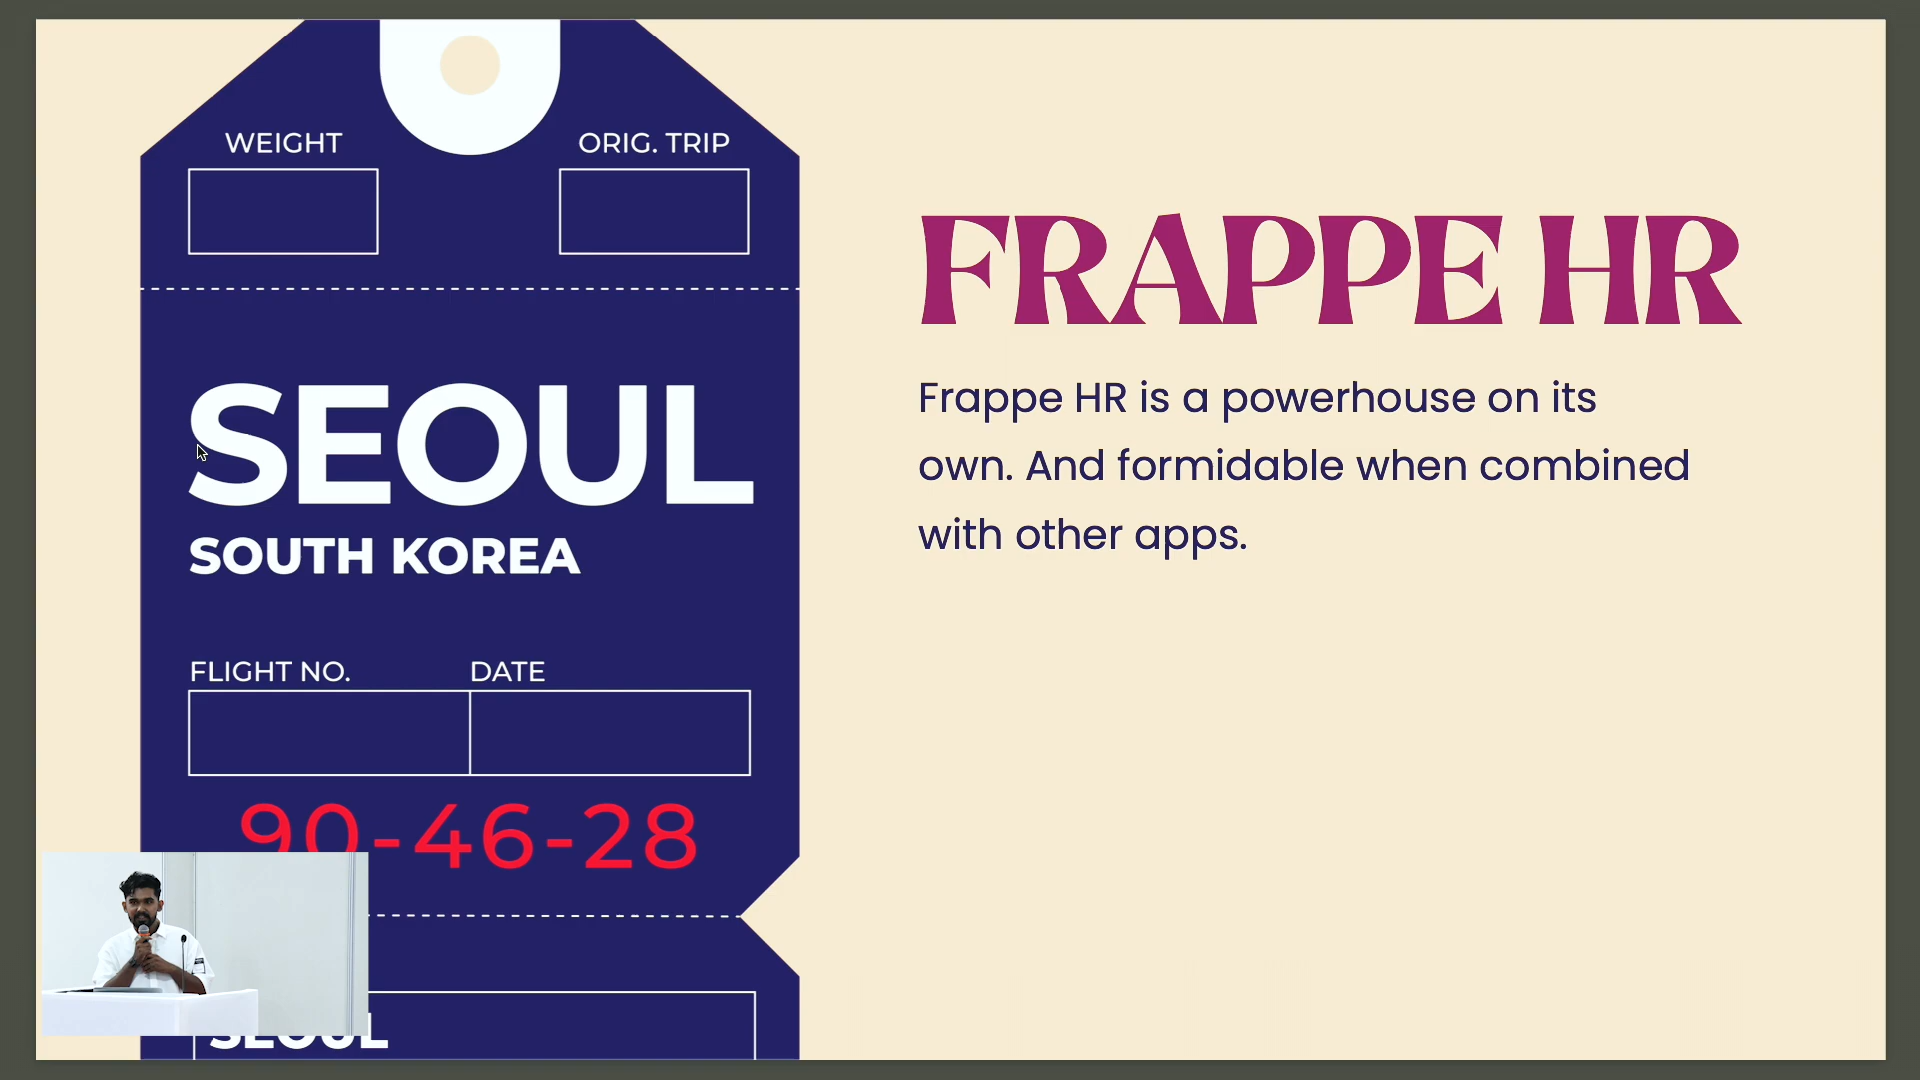 WEIGHT
ORIG. TRIP
SEOUL
SOUTH KOREA
FLIGHT NO.
DATE
90-46-28
SEOUL
FRAPPE HR
Frappe HR is a powerhouse on its
own. And formidable when combined
with other apps.